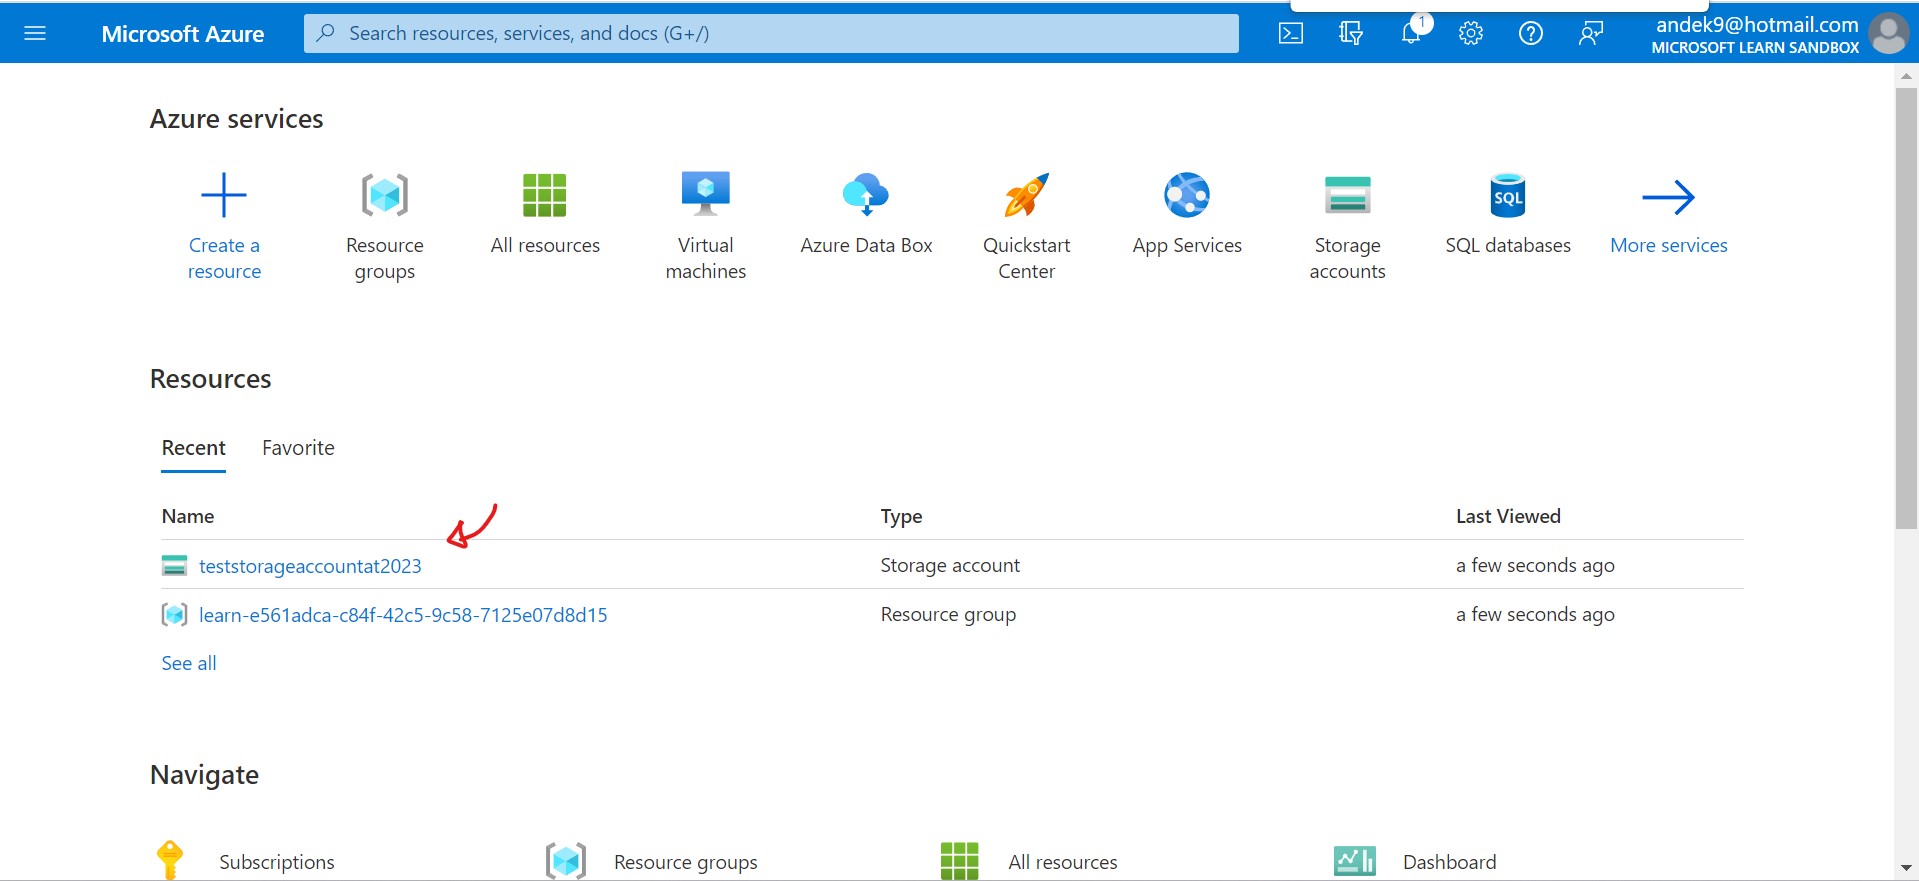 Microsoft Azure
Search resources, services, and docs (G+/)
1
andek9@hotmail.com
MICROSOFT LEARN SANDBOX
Azure services
Create a
resource
Resource
groups
All resources
Virtual
machines
Azure Data Box
Quickstart
Center
App Services
Storage
accounts
SQL
SQL databases
More services
Resources
Recent Favorite
Name Type Last Viewed
teststorageaccountat2023 Storage account a few seconds ago
learn-e561adca-c84f-42c5-9c58-7125e07d8d15 Resource group a few seconds ago
See all
Navigate
Subscriptions Resource groups All resources Dashboard